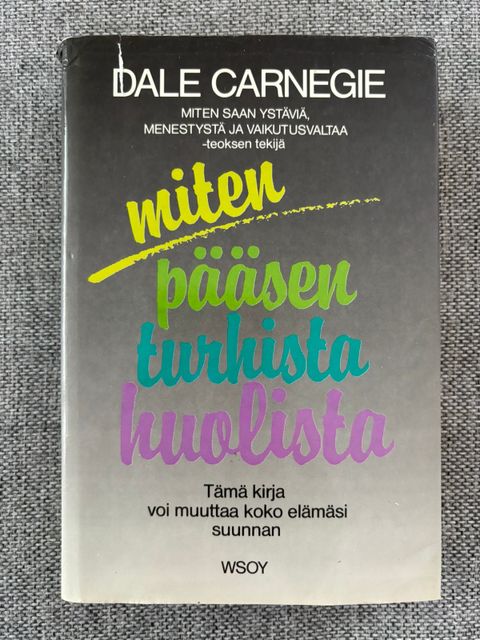 DALE CARNEGIE
MITEN SAAN YSTÄVIÄ,
MENESTYSTÄ JA VAIKUTUSVALTAA
-teoksen tekijä
miten
pääsen
turhista
huolista
Tämä kirja
voi muuttaa koko elämäsi
suunnan
WSOY